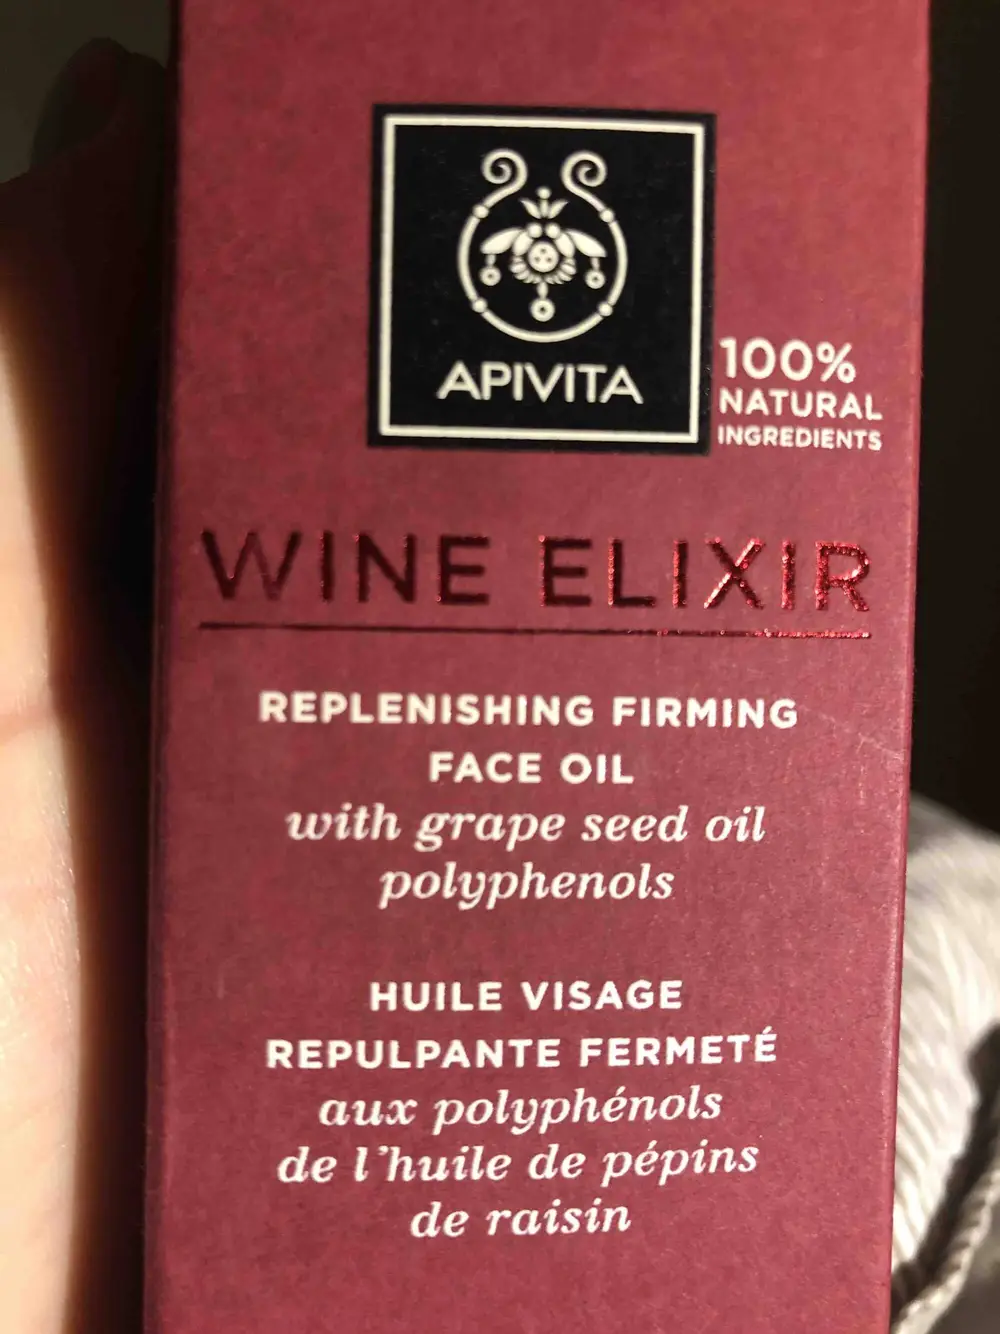 APIVITA
100%
NATURAL
INGREDIENTS
WINE ELIXIR
REPLENISHING FIRMING
FACE OIL
with grape seed oil
polyphenols
HUILE VISAGE
REPULPANTE FERMETÉ
aux polyphénols
de l'huile de pépins
de raisin